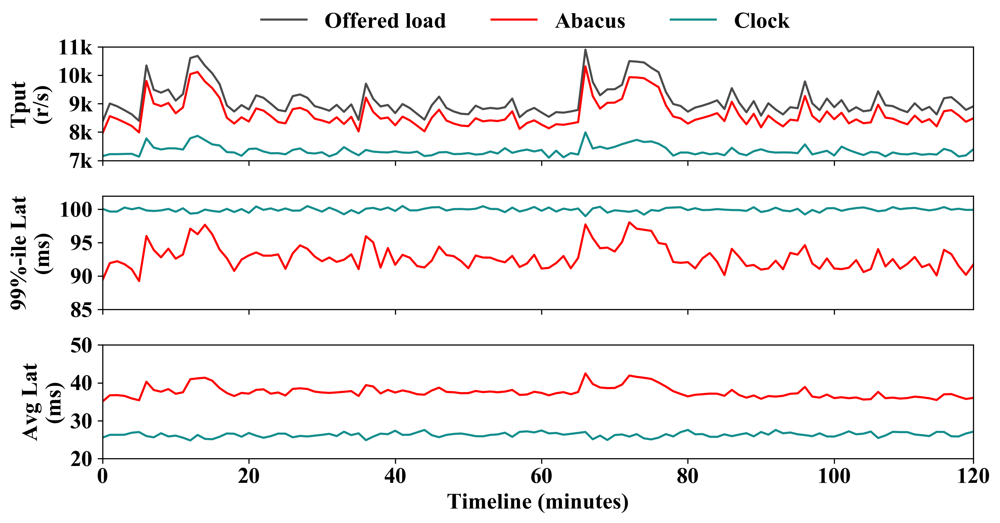 Offered load
Abacus
Clock
Tput
(r/s)
11k
10k
9k
8k
7k
99%-ile Lat
(ms)
100
95
90
85
Avg Lat
(ms)
50
40
30
20
0 20 40 60 80 100 120
Timeline (minutes)